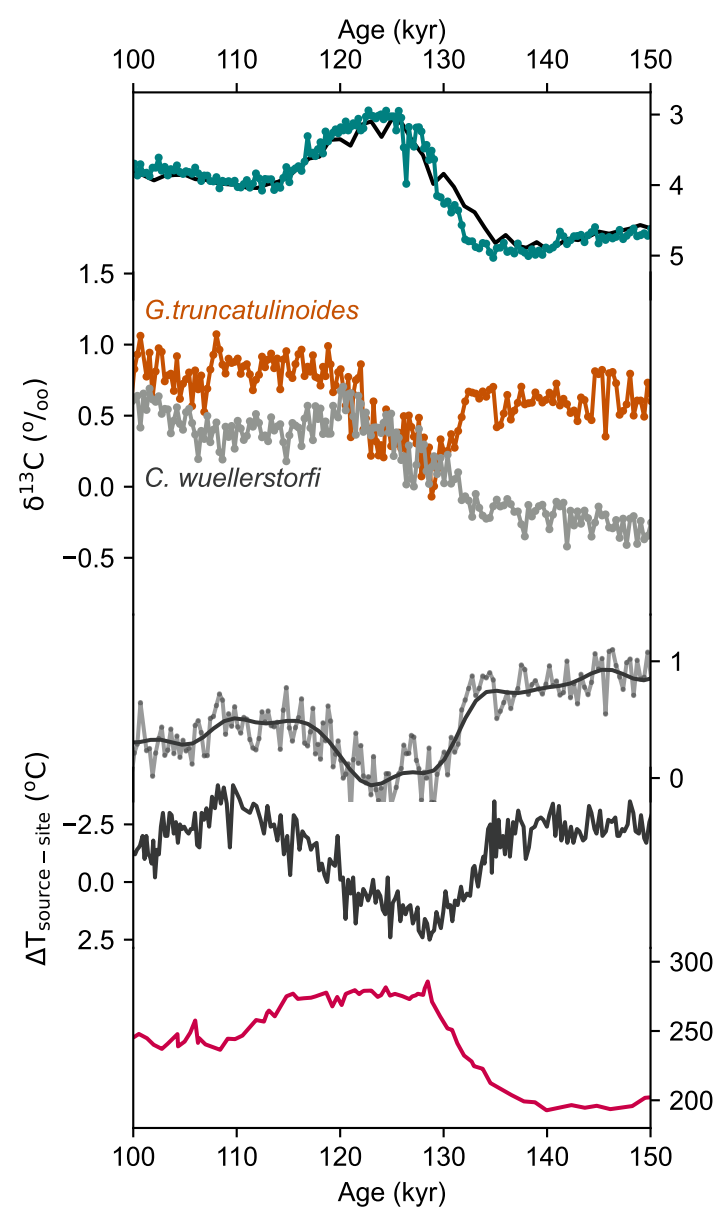 Age (kyr)
100 110 120 130 140 150
3
4
5
1.5
1.0
0.5
0.0
−0.5
δ¹³C (º/ₒₒ)
G.truncatulinoides
C. wuellerstorfi
1
0
ΔTsource−site (ºC)
−2.5
0.0
2.5
300
250
200
100 110 120 130 140 150
Age (kyr)